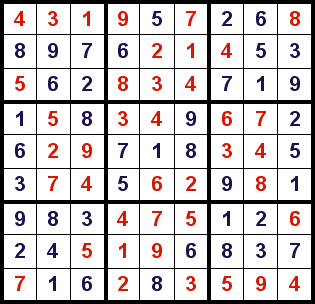 4 3 1 9 5 7 2 6 8
8 9 7 6 2 1 4 5 3
5 6 2 8 3 4 7 1 9
1 5 8 3 4 9 6 7 2
6 2 9 7 1 8 3 4 5
3 7 4 5 6 2 9 8 1
9 8 3 4 7 5 1 2 6
2 4 5 1 9 6 8 3 7
7 1 6 2 8 3 5 9 4